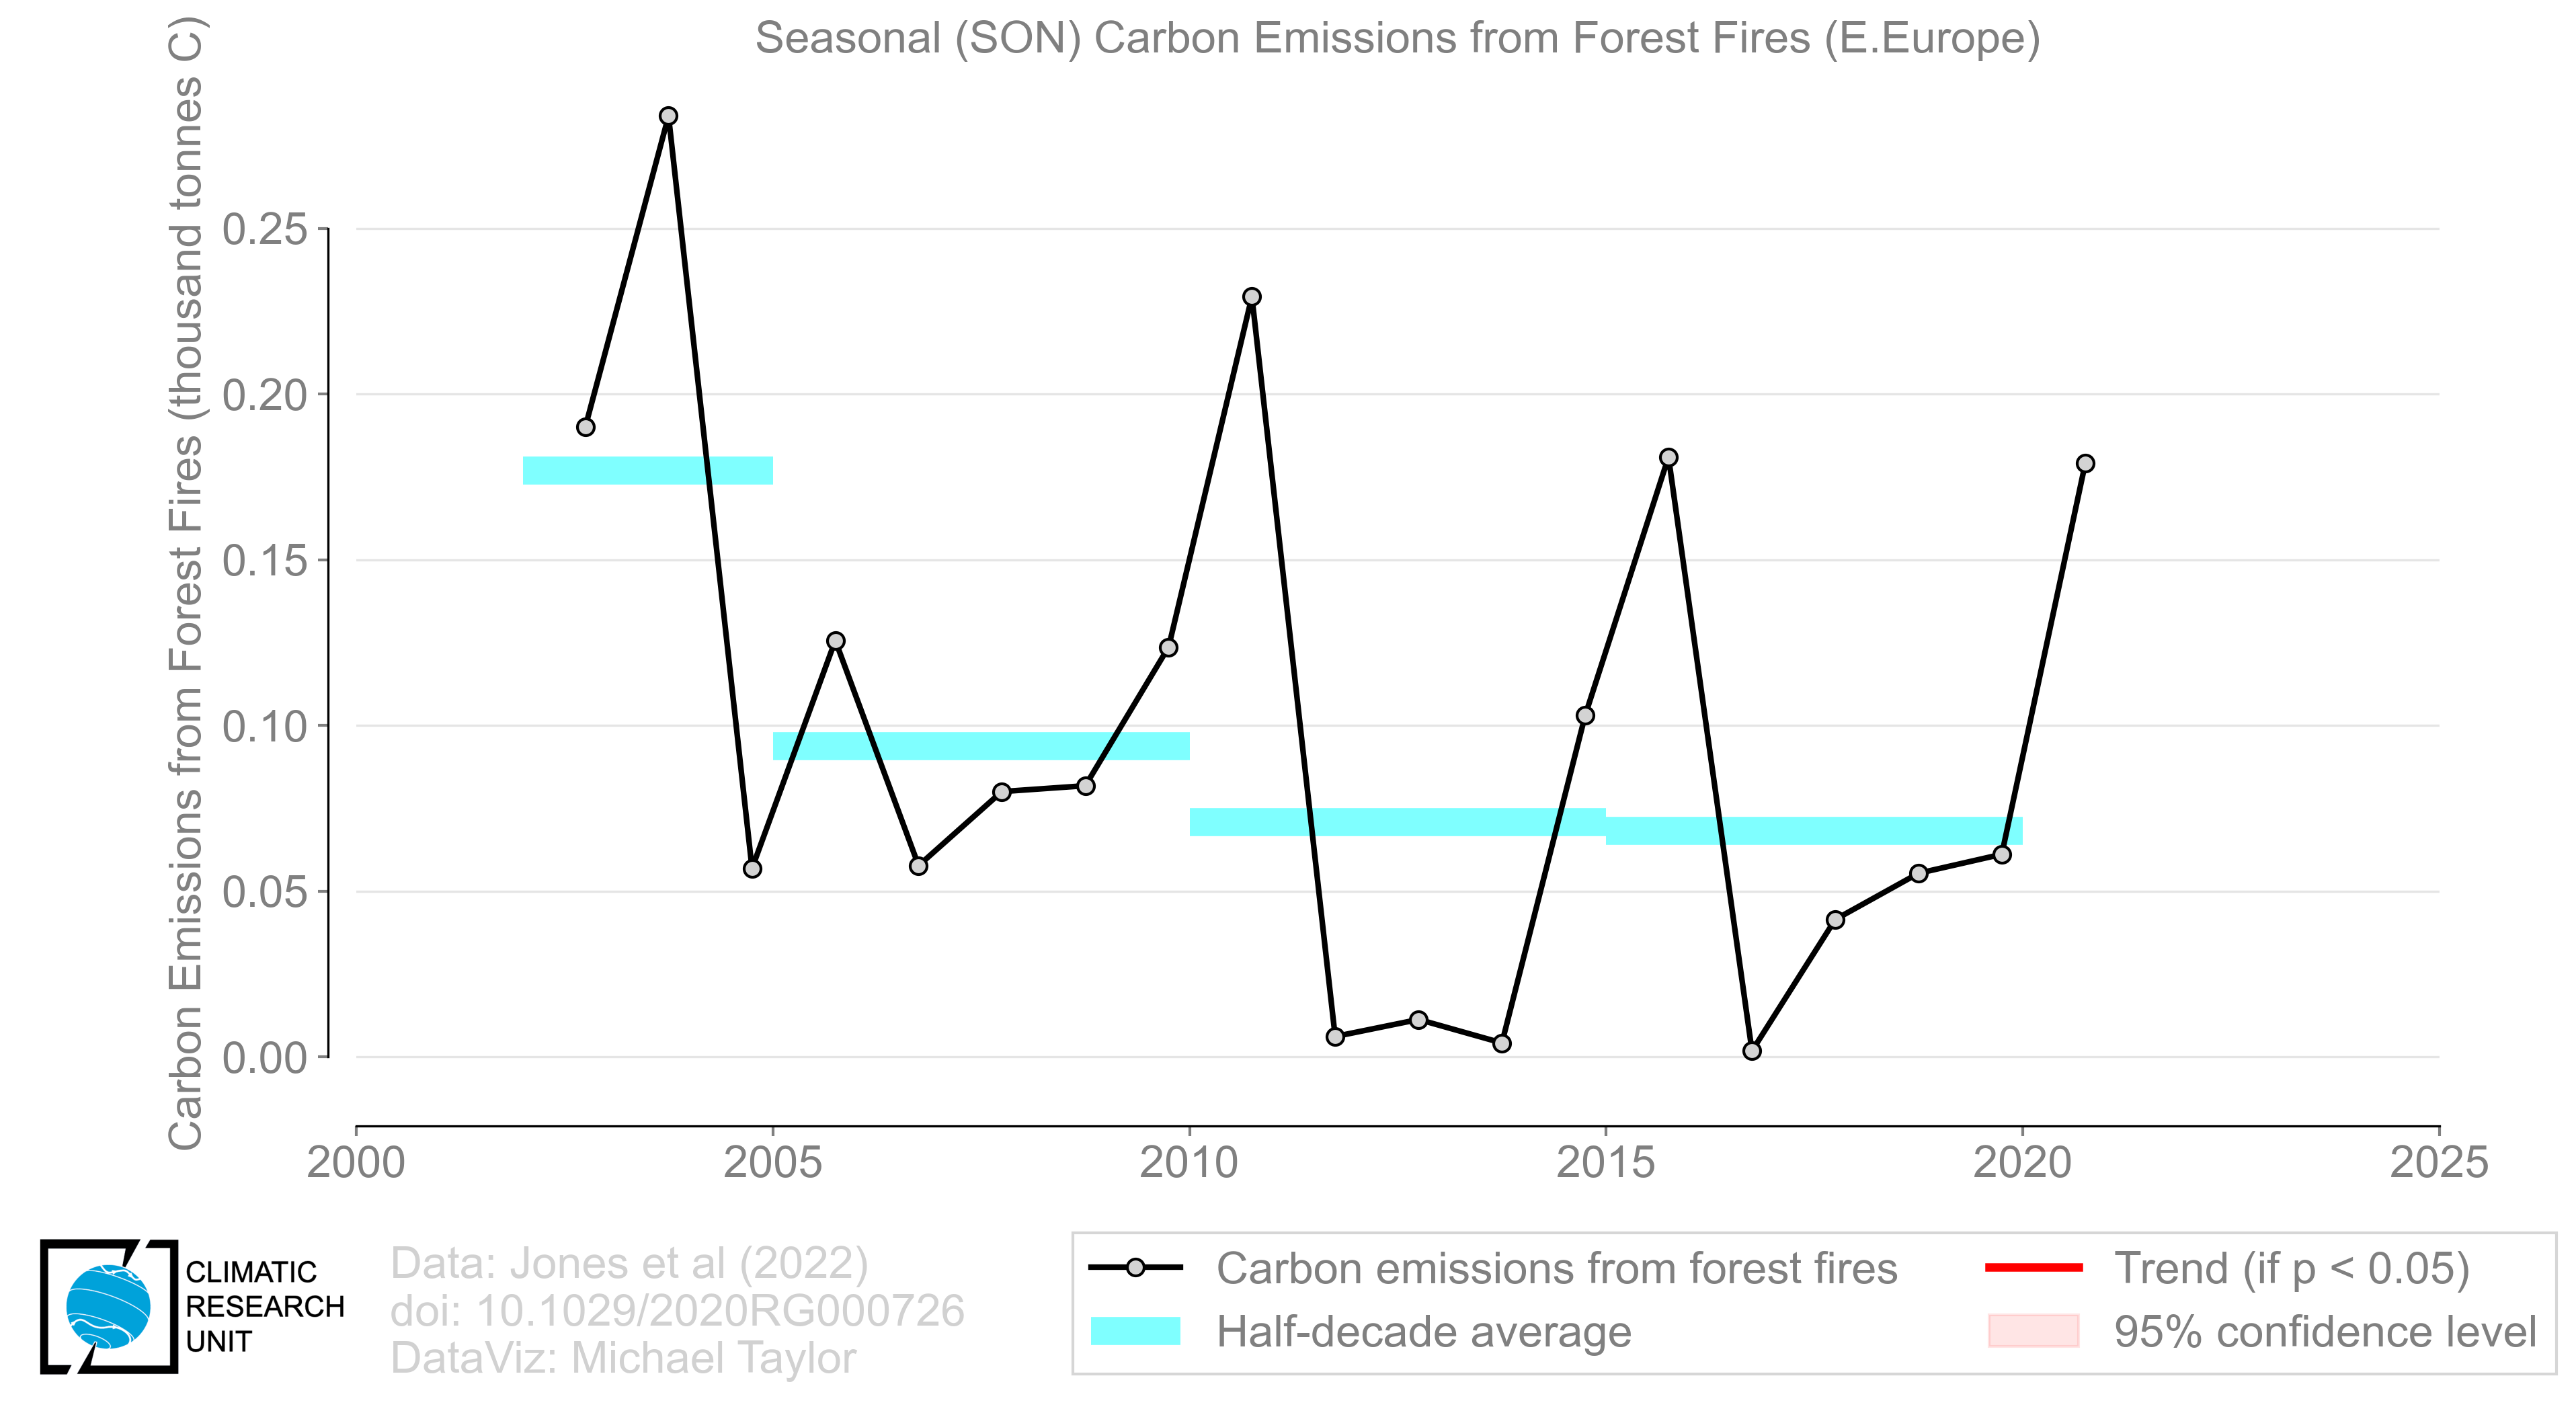 Seasonal (SON) Carbon Emissions from Forest Fires (E.Europe)
Carbon Emissions from Forest Fires (thousand tonnes C)
0.25
0.20
0.15
0.10
0.05
0.00
2000 2005 2010 2015 2020 2025
CLIMATIC
RESEARCH
UNIT
Data: Jones et al (2022)
doi: 10.1029/2020RG000726
DataViz: Michael Taylor
Carbon emissions from forest fires
Half-decade average
Trend (if p < 0.05)
95% confidence level